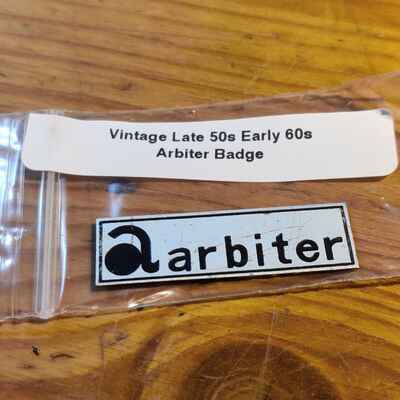 Vintage Late 50s Early 60s
Arbiter Badge
a arbiter